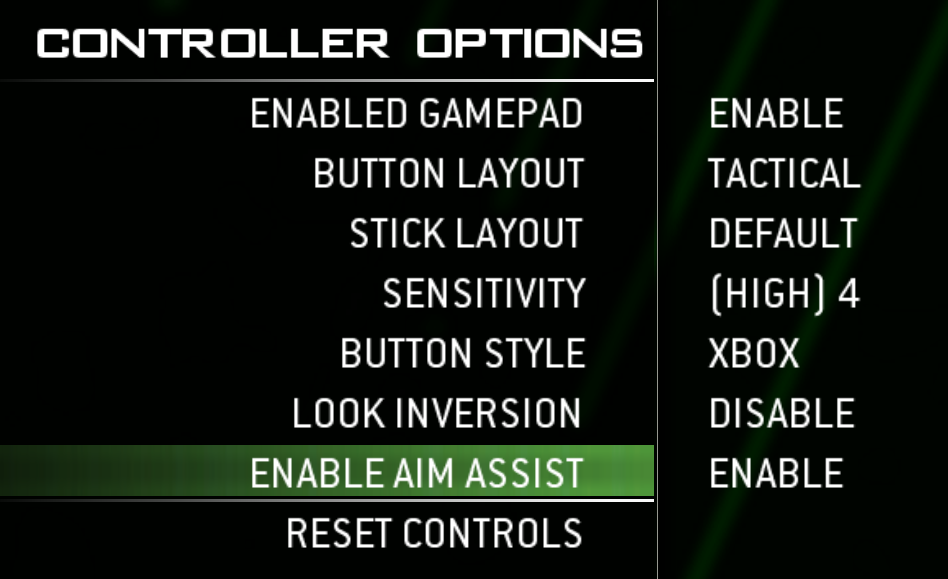 CONTROLLER OPTIONS
ENABLED GAMEPAD ENABLE
BUTTON LAYOUT TACTICAL
STICK LAYOUT DEFAULT
SENSITIVITY (HIGH) 4
BUTTON STYLE XBOX
LOOK INVERSION DISABLE
ENABLE AIM ASSIST ENABLE
RESET CONTROLS